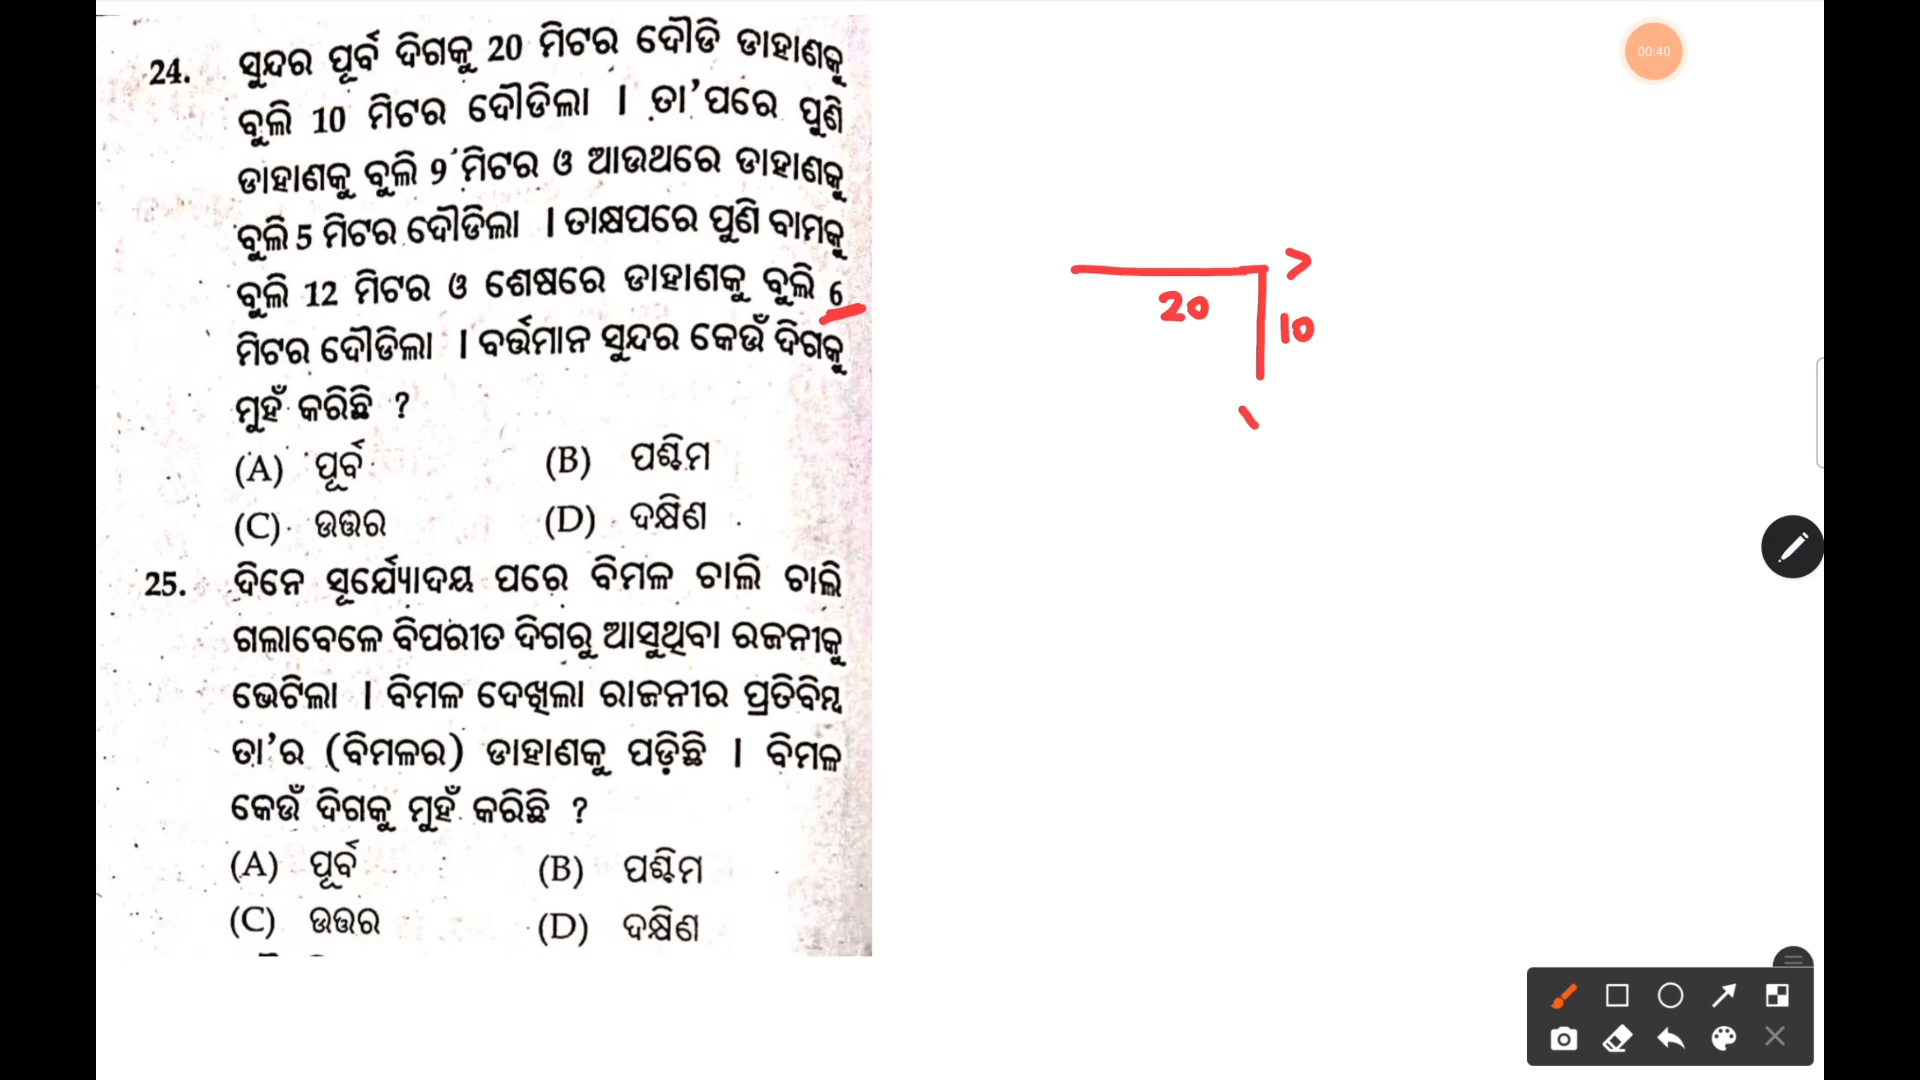 24. ସୁନ୍ଦର ପୂର୍ବ ଦିଗକୁ 20 ମିଟର ଦୌଡି ଡାହାଣକୁ
ବୁଲି 10 ମିଟର ଦୌଡିଲା । ତା'ପରେ ପୁଣି
ଡାହାଣକୁ ବୁଲି 9 ମିଟର ଓ ଆଉଥରେ ଡାହାଣକୁ
ବୁଲି 5 ମିଟର ଦୌଡିଲା । ତାକ୍ଷପରେ ପୁଣି ବାମକୁ
ବୁଲି 12 ମିଟର ଓ ଶେଷରେ ଡାହାଣକୁ ବୁଲି 6
ମିଟର ଦୌଡିଲା । ବର୍ତ୍ତମାନ ସୁନ୍ଦର କେଉଁ ଦିଗକୁ
ମୁହଁ କରିଛି ?
(A) ପୂର୍ବ (B) ପଶ୍ଚିମ
(C) ଉତ୍ତର (D) ଦକ୍ଷିଣ
25. ଦିନେ ସୂର୍ଯ୍ୟୋଦୟ ପରେ ବିମଳ ଚାଲି ଚାଲି
ଗଲାବେଳେ ବିପରୀତ ଦିଗରୁ ଆସୁଥିବା ରଜନୀକୁ
ଭେଟିଲା । ବିମଳ ଦେଖିଲା ରାଜନୀର ପ୍ରତିବିମ୍ବ
ତା'ର (ବିମଳର) ଡାହାଣକୁ ପଡ଼ିଛି । ବିମଳ
କେଉଁ ଦିଗକୁ ମୁହଁ କରିଛି ?
(A) ପୂର୍ବ (B) ପଶ୍ଚିମ
(C) ଉତ୍ତର (D) ଦକ୍ଷିଣ
20
10
00:40